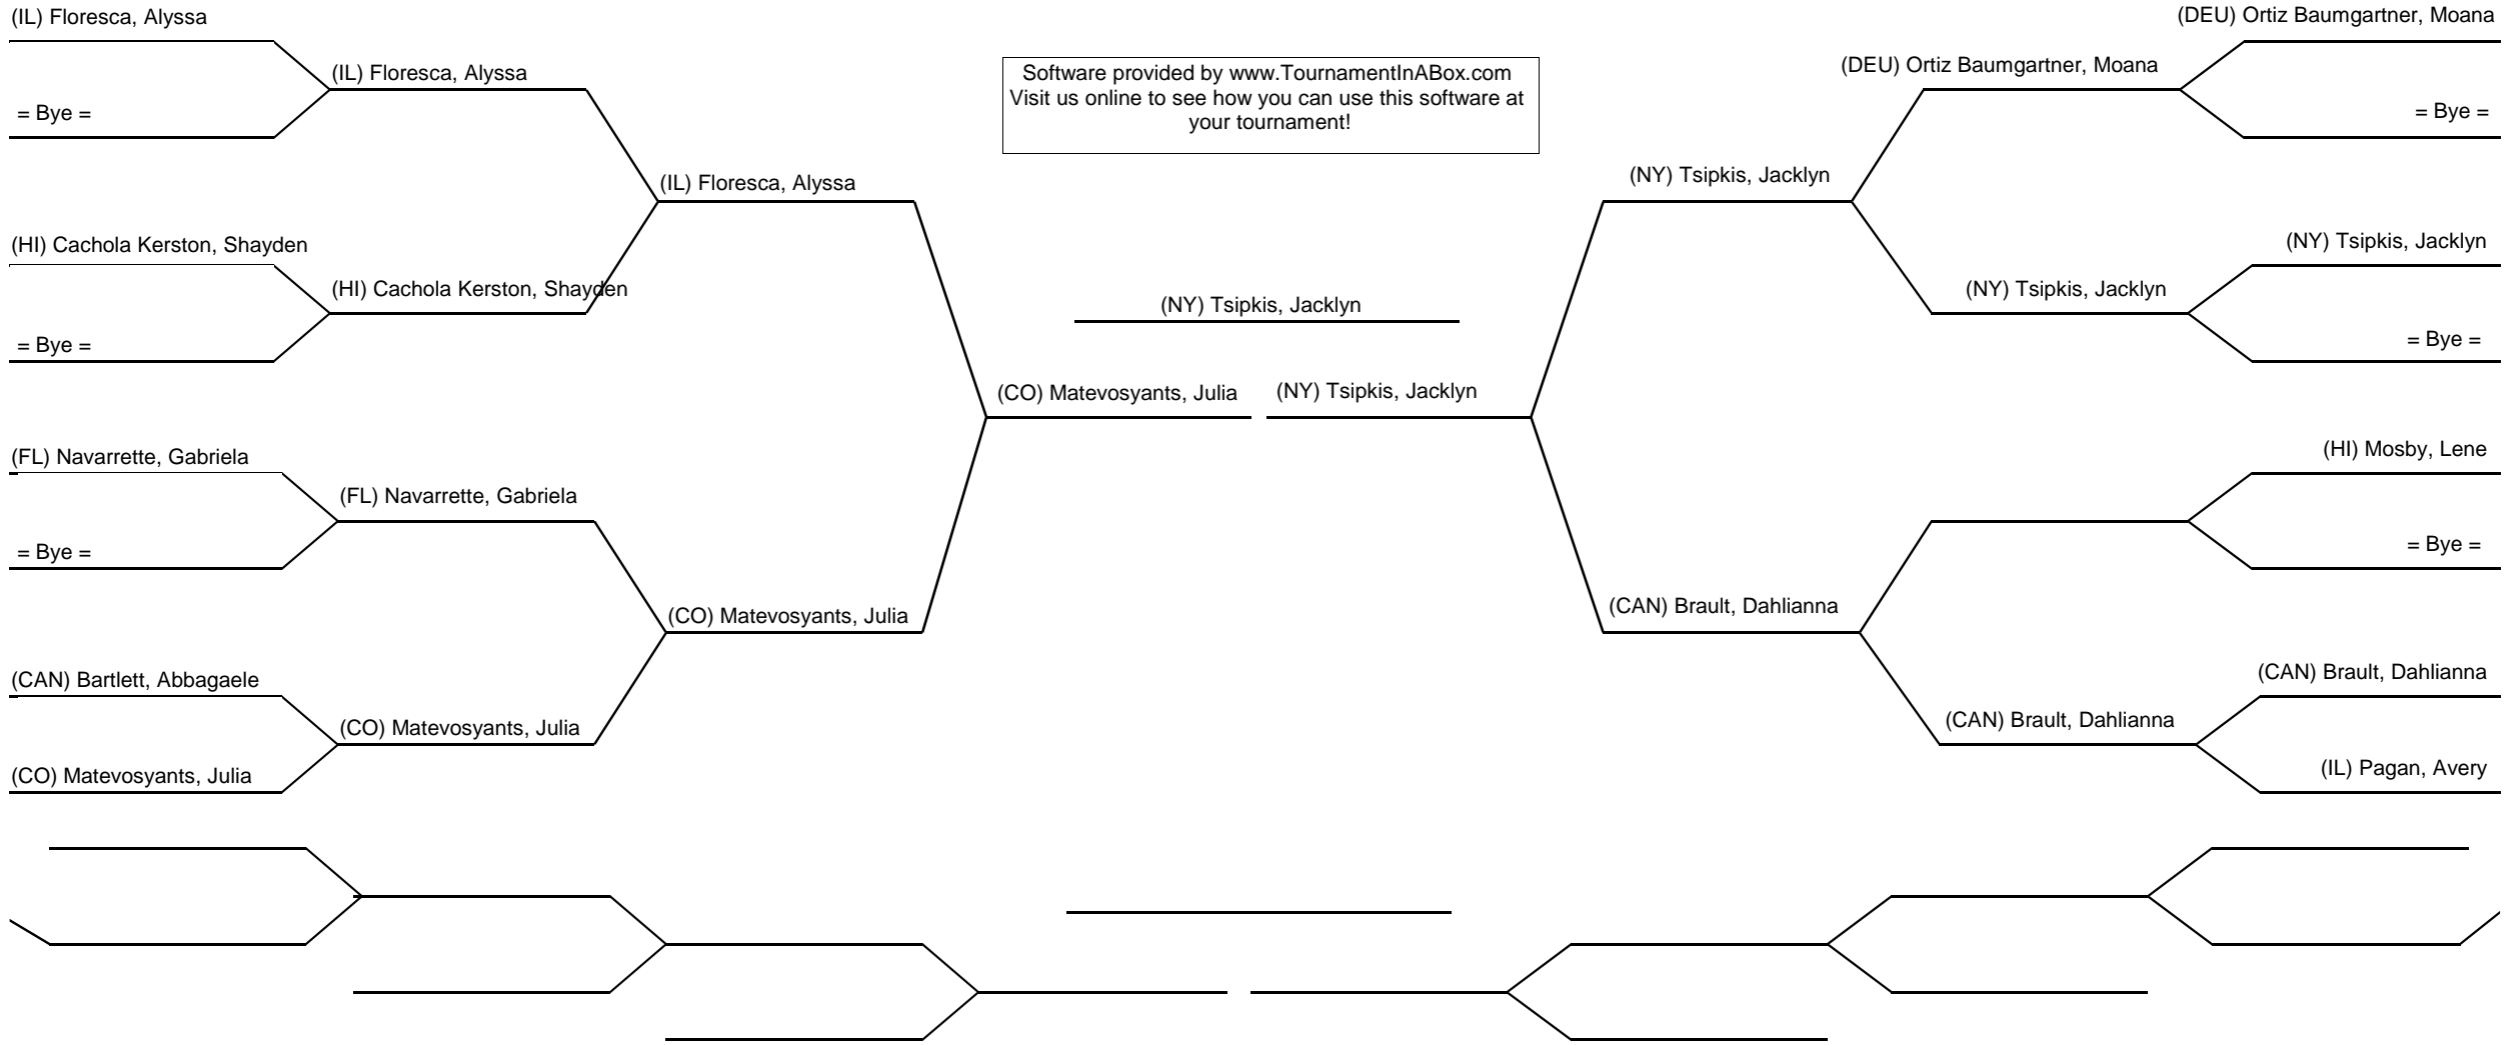 (IL) Floresca, Alyssa
= Bye =
(IL) Floresca, Alyssa
(HI) Cachola Kerston, Shayden
= Bye =
(HI) Cachola Kerston, Shayden
(IL) Floresca, Alyssa
(FL) Navarrette, Gabriela
= Bye =
(FL) Navarrette, Gabriela
(CAN) Bartlett, Abbagaele
(CO) Matevosyants, Julia
(CO) Matevosyants, Julia
(CO) Matevosyants, Julia
(CO) Matevosyants, Julia
Software provided by www.TournamentInABox.com
Visit us online to see how you can use this software at
your tournament!
(NY) Tsipkis, Jacklyn
(NY) Tsipkis, Jacklyn
(NY) Tsipkis, Jacklyn
(DEU) Ortiz Baumgartner, Moana
(DEU) Ortiz Baumgartner, Moana
= Bye =
(NY) Tsipkis, Jacklyn
(NY) Tsipkis, Jacklyn
= Bye =
(HI) Mosby, Lene
= Bye =
(CAN) Brault, Dahlianna
(CAN) Brault, Dahlianna
(CAN) Brault, Dahlianna
(IL) Pagan, Avery